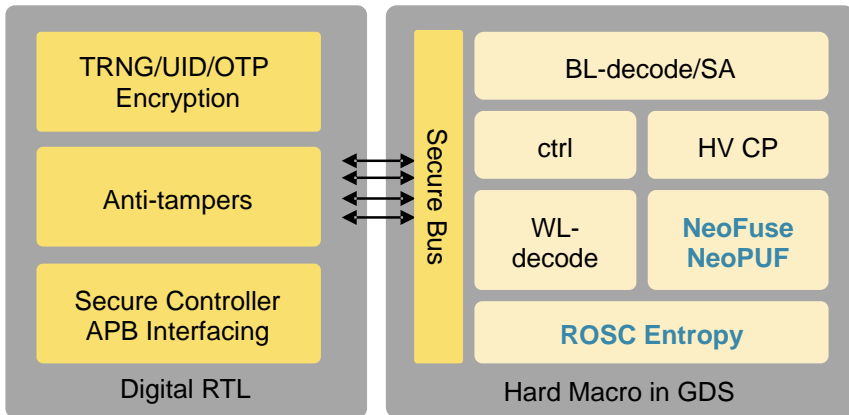 TRNG/UID/OTP
Encryption
Anti-tampers
Secure Controller
APB Interfacing
Digital RTL
Secure Bus
BL-decode/SA
ctrl
HV CP
WL-
decode
NeoFuse
NeoPUF
ROSC Entropy
Hard Macro in GDS